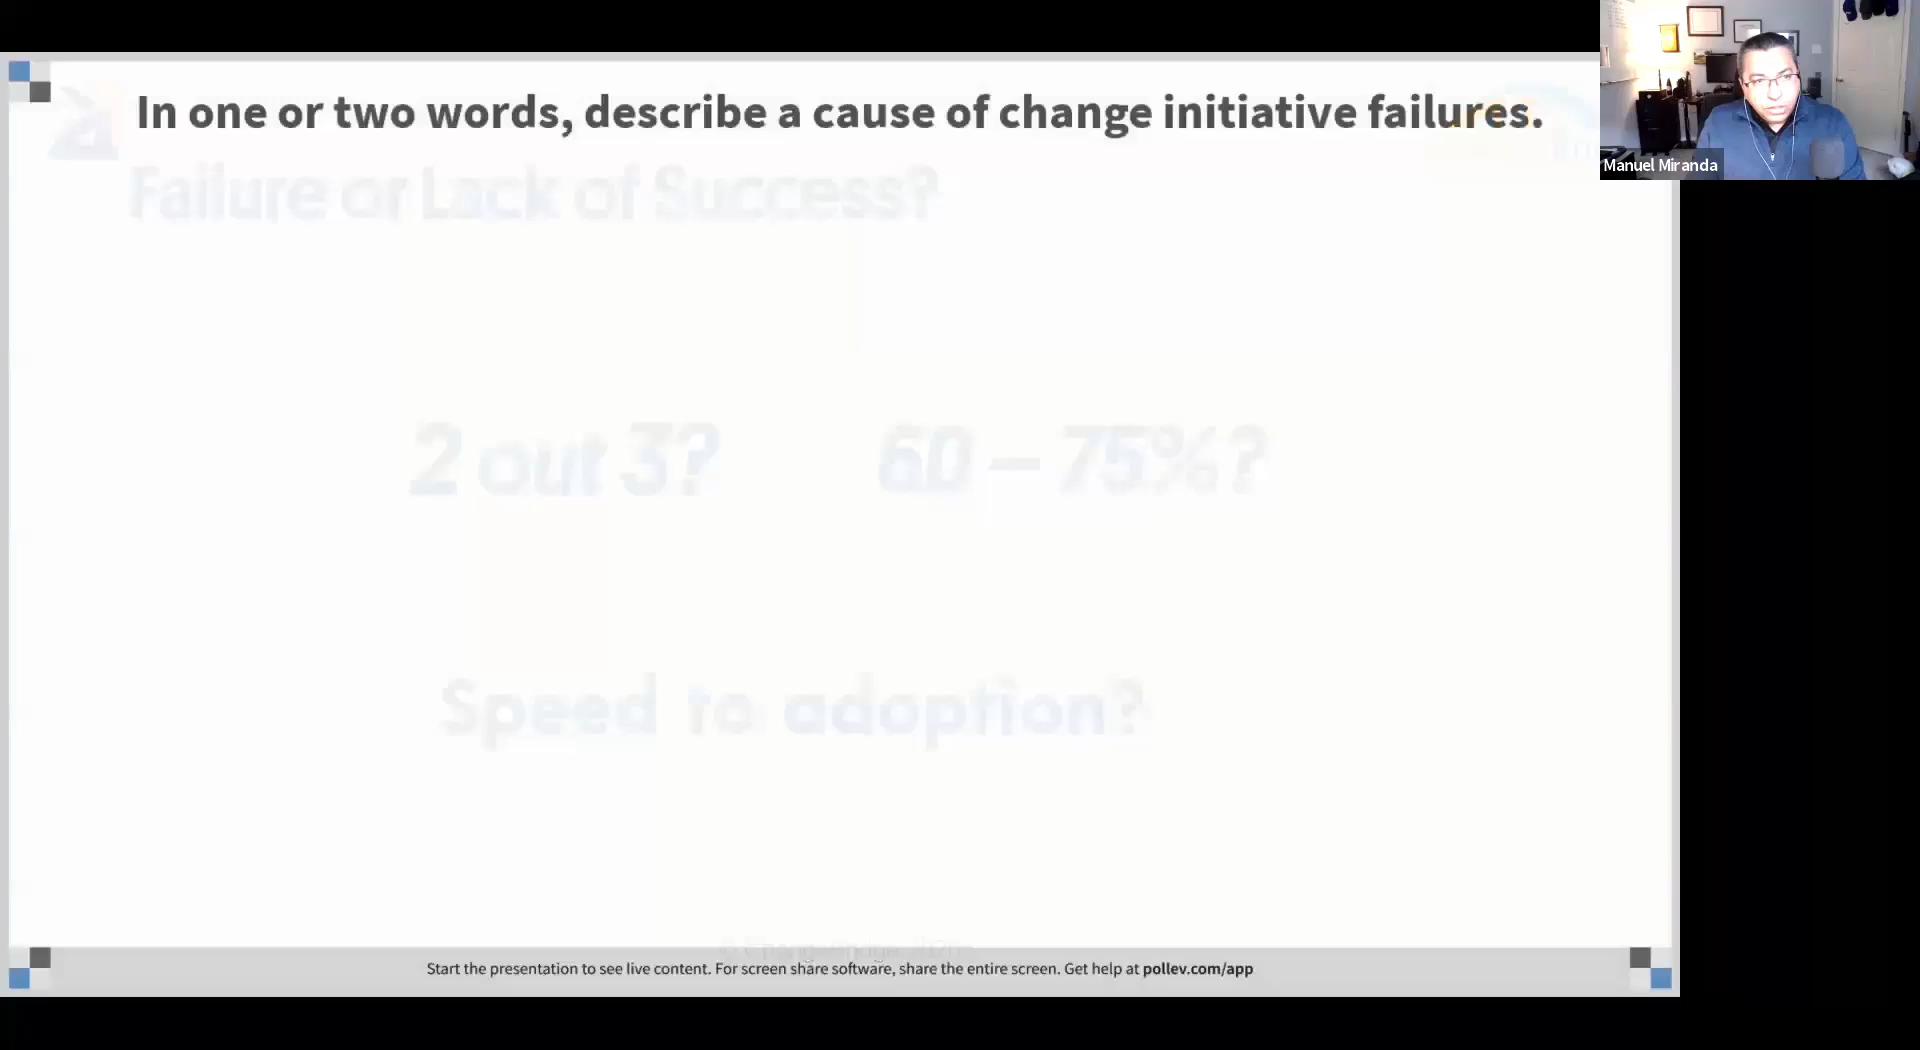 In one or two words, describe a cause of change initiative failures.
Manuel Miranda
Failure or Lack of Success?
2 out 3?
60 – 75%?
Speed to adoption?
Start the presentation to see live content. For screen share software, share the entire screen. Get help at pollev.com/app